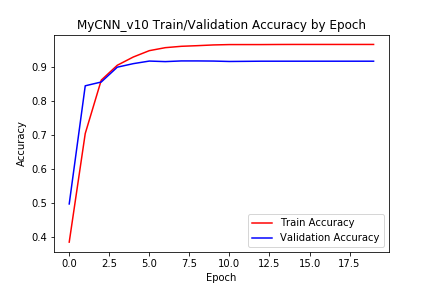 MyCNN_v10 Train/Validation Accuracy by Epoch
Accuracy
0.9
0.8
0.7
0.6
0.5
0.4
Train Accuracy
Validation Accuracy
0.0 2.5 5.0 7.5 10.0 12.5 15.0 17.5
Epoch